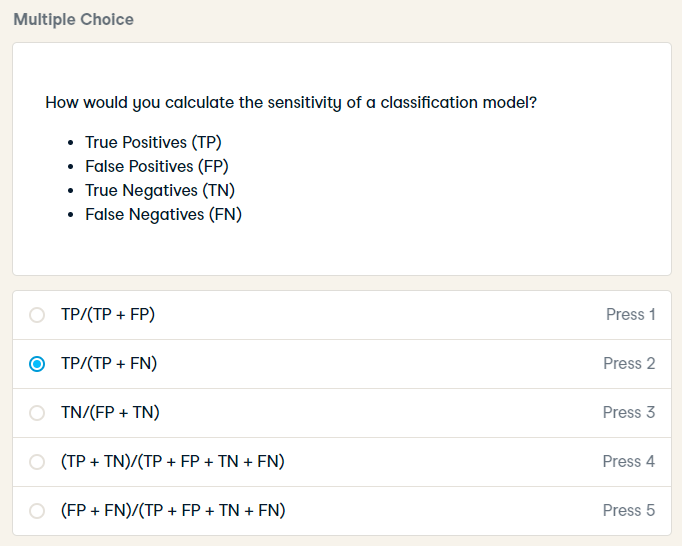 Multiple Choice
How would you calculate the sensitivity of a classification model?
• True Positives (TP)
• False Positives (FP)
• True Negatives (TN)
• False Negatives (FN)
TP/(TP + FP) Press 1
TP/(TP + FN) Press 2
TN/(FP + TN) Press 3
(TP + TN)/(TP + FP + TN + FN) Press 4
(FP + FN)/(TP + FP + TN + FN) Press 5